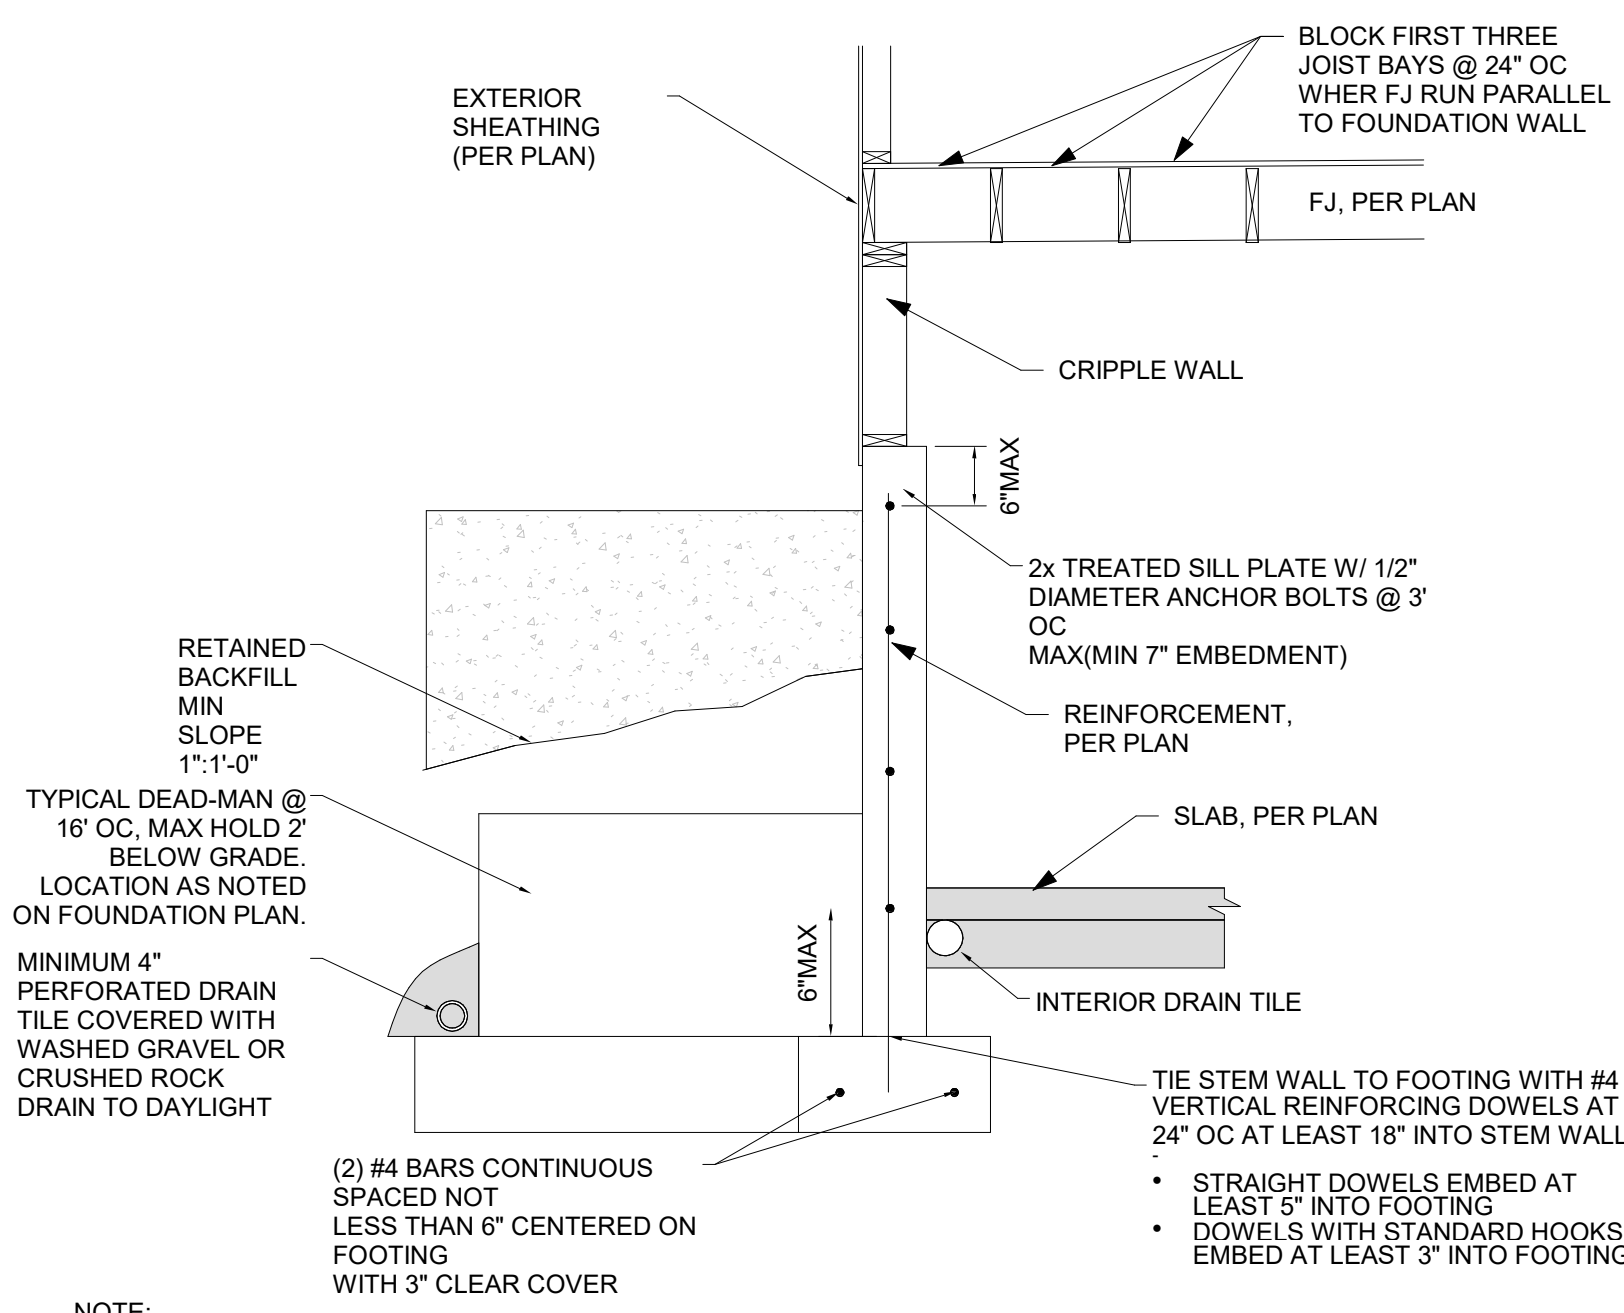 BLOCK FIRST THREE
JOIST BAYS @ 24" OC
WHER FJ RUN PARALLEL
TO FOUNDATION WALL
EXTERIOR
SHEATHING
(PER PLAN)
FJ, PER PLAN
CRIPPLE WALL
6"MAX
2x TREATED SILL PLATE W/ 1/2"
DIAMETER ANCHOR BOLTS @ 3'
OC
MAX(MIN 7" EMBEDMENT)
RETAINED
BACKFILL
MIN
SLOPE
1":1'-0"
REINFORCEMENT,
PER PLAN
TYPICAL DEAD-MAN @
16' OC, MAX HOLD 2'
BELOW GRADE.
LOCATION AS NOTED
ON FOUNDATION PLAN.
SLAB, PER PLAN
6"MAX
MINIMUM 4"
PERFORATED DRAIN
TILE COVERED WITH
WASHED GRAVEL OR
CRUSHED ROCK
DRAIN TO DAYLIGHT
INTERIOR DRAIN TILE
TIE STEM WALL TO FOOTING WITH #4
VERTICAL REINFORCING DOWELS AT
24" OC AT LEAST 18" INTO STEM WALL
-
• STRAIGHT DOWELS EMBED AT
LEAST 5" INTO FOOTING
• DOWELS WITH STANDARD HOOKS
EMBED AT LEAST 3" INTO FOOTING
(2) #4 BARS CONTINUOUS
SPACED NOT
LESS THAN 6" CENTERED ON
FOOTING
WITH 3" CLEAR COVER
NOTE: